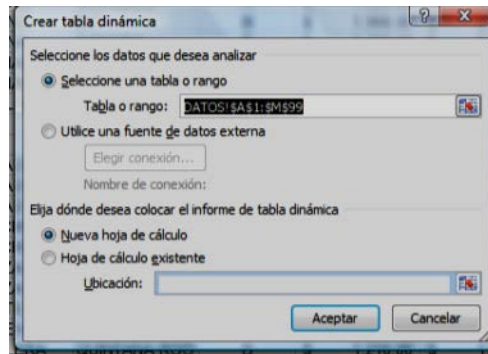 Crear tabla dinámica
Seleccione los datos que desea analizar
Seleccione una tabla o rango
Tabla o rango: DATOS!$A$1:$M$99
Utilice una fuente de datos externa
Elegir conexión...
Nombre de conexión:
Elija dónde desea colocar el informe de tabla dinámica
Nueva hoja de cálculo
Hoja de cálculo existente
Ubicación:
Aceptar Cancelar